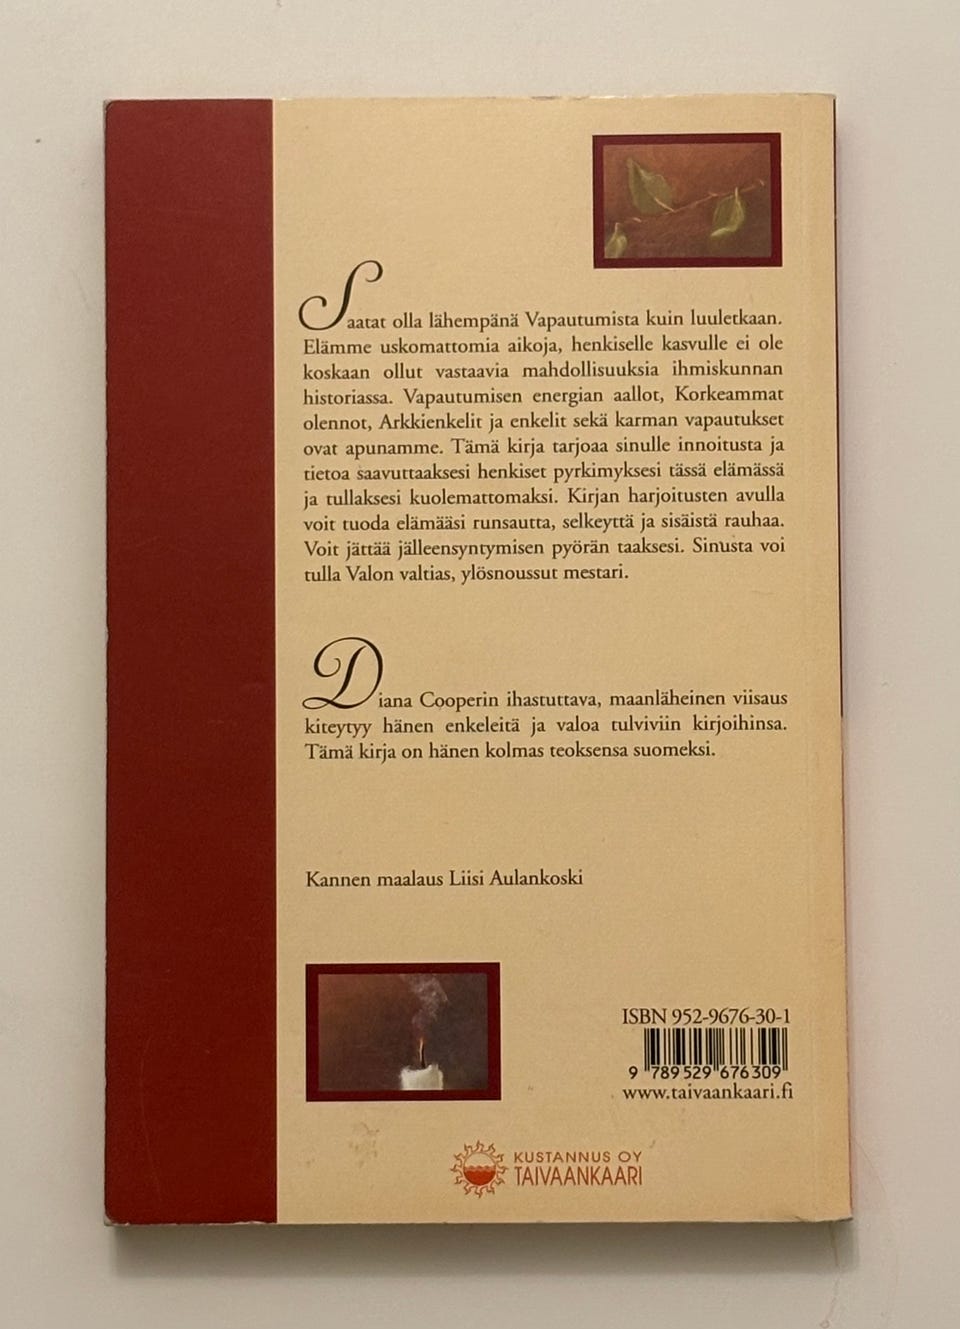 Saatat olla lähempänä Vapautumista kuin luuletkaan.
Elämme uskomattomia aikoja, henkiselle kasvulle ei ole
koskaan ollut vastaavia mahdollisuuksia ihmiskunnan
historiassa. Vapautumisen energian aallot, Korkeammat
olennot, Arkkienkelit ja enkelit sekä karman vapautukset
ovat apunamme. Tämä kirja tarjoaa sinulle innoitusta ja
tietoa saavuttaaksesi henkiset pyrkimyksesi tässä elämässä
ja tullaksesi kuolemattomaksi. Kirjan harjoitusten avulla
voit tuoda elämääsi runsautta, selkeyttä ja sisäistä rauhaa.
Voit jättää jälleensyntymisen pyörän taaksesi. Sinusta voi
tulla Valon valtias, ylösnoussut mestari.
Diana Cooperin ihastuttava, maanläheinen viisaus
kiteytyy hänen enkeleitä ja valoa tulviviin kirjoihinsa.
Tämä kirja on hänen kolmas teoksensa suomeksi.
Kannen maalaus Liisi Aulankoski
ISBN 952-9676-30-1
9 789529 676309
www.taivaankaari.fi
KUSTANNUS OY
TAIVAANKAARI